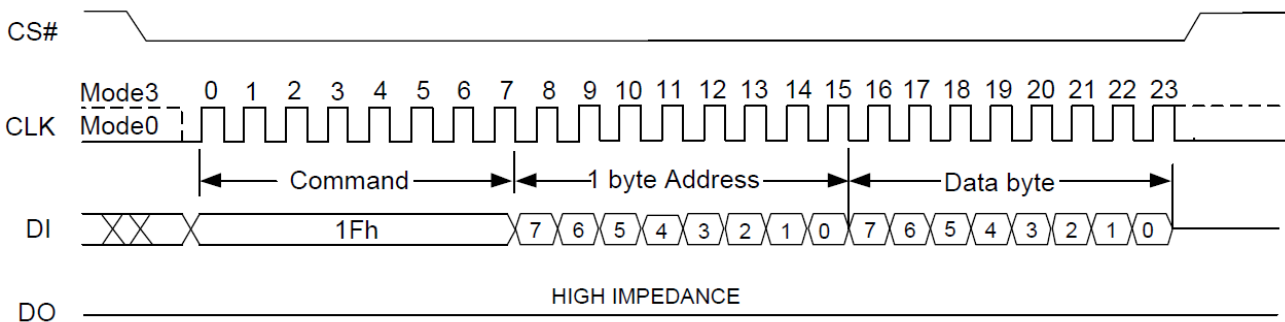 CS#
Mode3 0 1 2 3 4 5 6 7 8 9 10 11 12 13 14 15 16 17 18 19 20 21 22 23
CLK Mode0
Command 1 byte Address Data byte
DI 1Fh 7 6 5 4 3 2 1 0 7 6 5 4 3 2 1 0
HIGH IMPEDANCE
DO